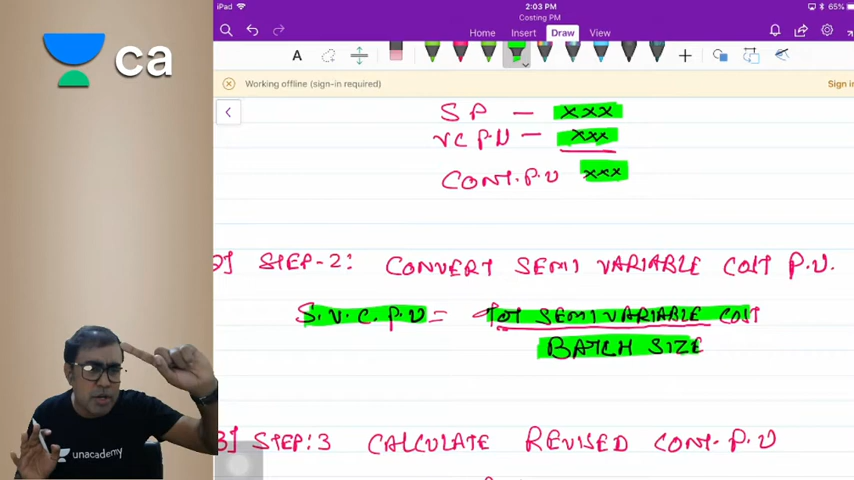 iPad
2:03 PM
65%
Costing PM
Home Insert Draw View
A
Working offline (sign-in required)
Sign in
ca
SP — xxx
VC P.U — xxx
CONT.P.U xxx
2] STEP-2: CONVERT SEMI VARIABLE COST P.U.
S.V.C.P.U = TOT SEMI VARIABLE COST
BATCH SIZE
3] STEP:3 CALCULATE REVISED CONT. P.U
unacademy